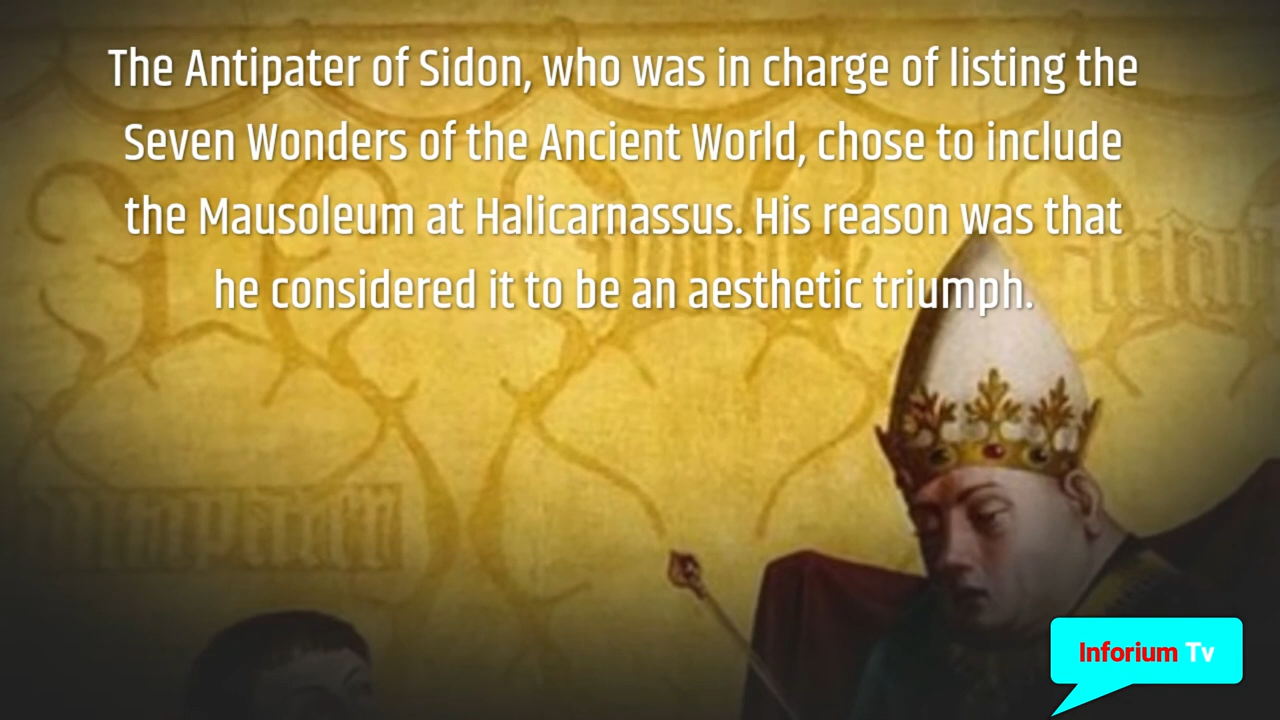 The Antipater of Sidon, who was in charge of listing the
Seven Wonders of the Ancient World, chose to include
the Mausoleum at Halicarnassus. His reason was that
he considered it to be an aesthetic triumph.
Inforium Tv